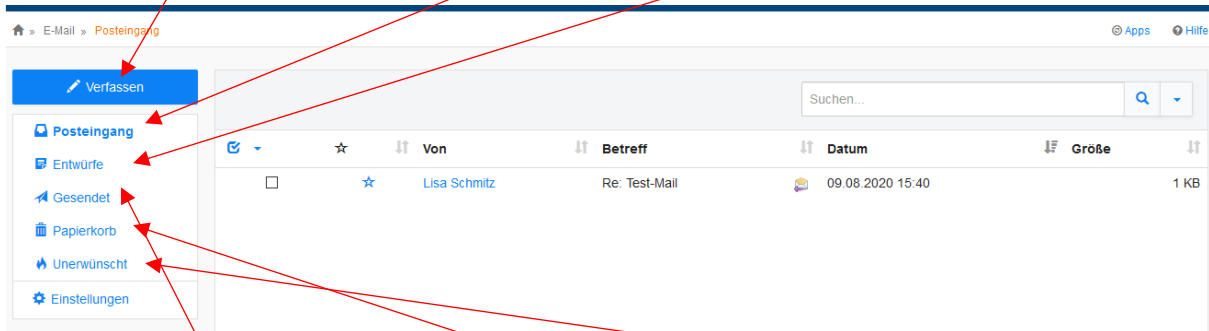 » E-Mail » Posteingang
Apps Hilfe
Verfassen
Suchen...
Posteingang
Entwürfe
Gesendet
Papierkorb
Unerwünscht
Einstellungen
Von Betreff Datum Größe
Lisa Schmitz Re: Test-Mail 09.08.2020 15:40 1 KB